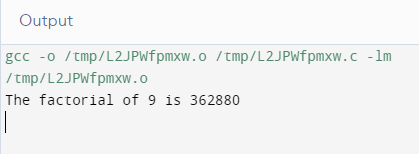 Output
gcc -o /tmp/L2JPWfpmxw.o /tmp/L2JPWfpmxw.c -lm
/tmp/L2JPWfpmxw.o
The factorial of 9 is 362880